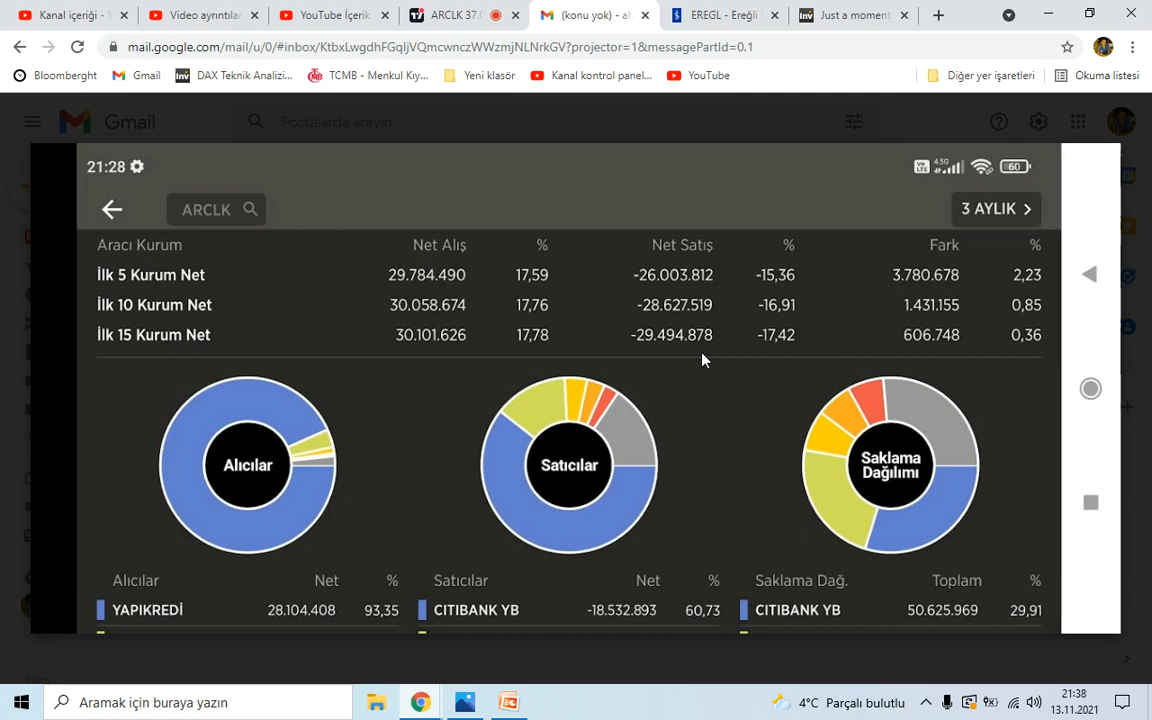 Kanal içeriği - Y
Video ayrıntılar
YouTube İçerik
ARCLK 37.0
(konu yok) - ah
EREGL - Ereğli
Just a moment
mail.google.com/mail/u/0/#inbox/KtbxLwgdhFGqljVQmcwnczWWzmjNLNrkGV?projector=1&messagePartId=0.1
Bloomberght
Gmail
DAX Teknik Analizi...
TCMB - Menkul Kıy...
Yeni klasör
Kanal kontrol panel...
YouTube
Diğer yer işaretleri
Okuma listesi
Gmail
Postalarda arayın
21:28
4.5G
60
ARCLK
3 AYLIK
Aracı Kurum Net Alış % Net Satış % Fark %
İlk 5 Kurum Net 29.784.490 17,59 -26.003.812 -15,36 3.780.678 2,23
İlk 10 Kurum Net 30.058.674 17,76 -28.627.519 -16,91 1.431.155 0,85
İlk 15 Kurum Net 30.101.626 17,78 -29.494.878 -17,42 606.748 0,36
Alıcılar
Satıcılar
Saklama
Dağılımı
Alıcılar Net % Satıcılar Net % Saklama Dağ. Toplam %
YAPIKREDİ 28.104.408 93,35 CITIBANK YB -18.532.893 60,73 CITIBANK YB 50.625.969 29,91
Aramak için buraya yazın
4°C Parçalı bulutlu
21:38
13.11.2021